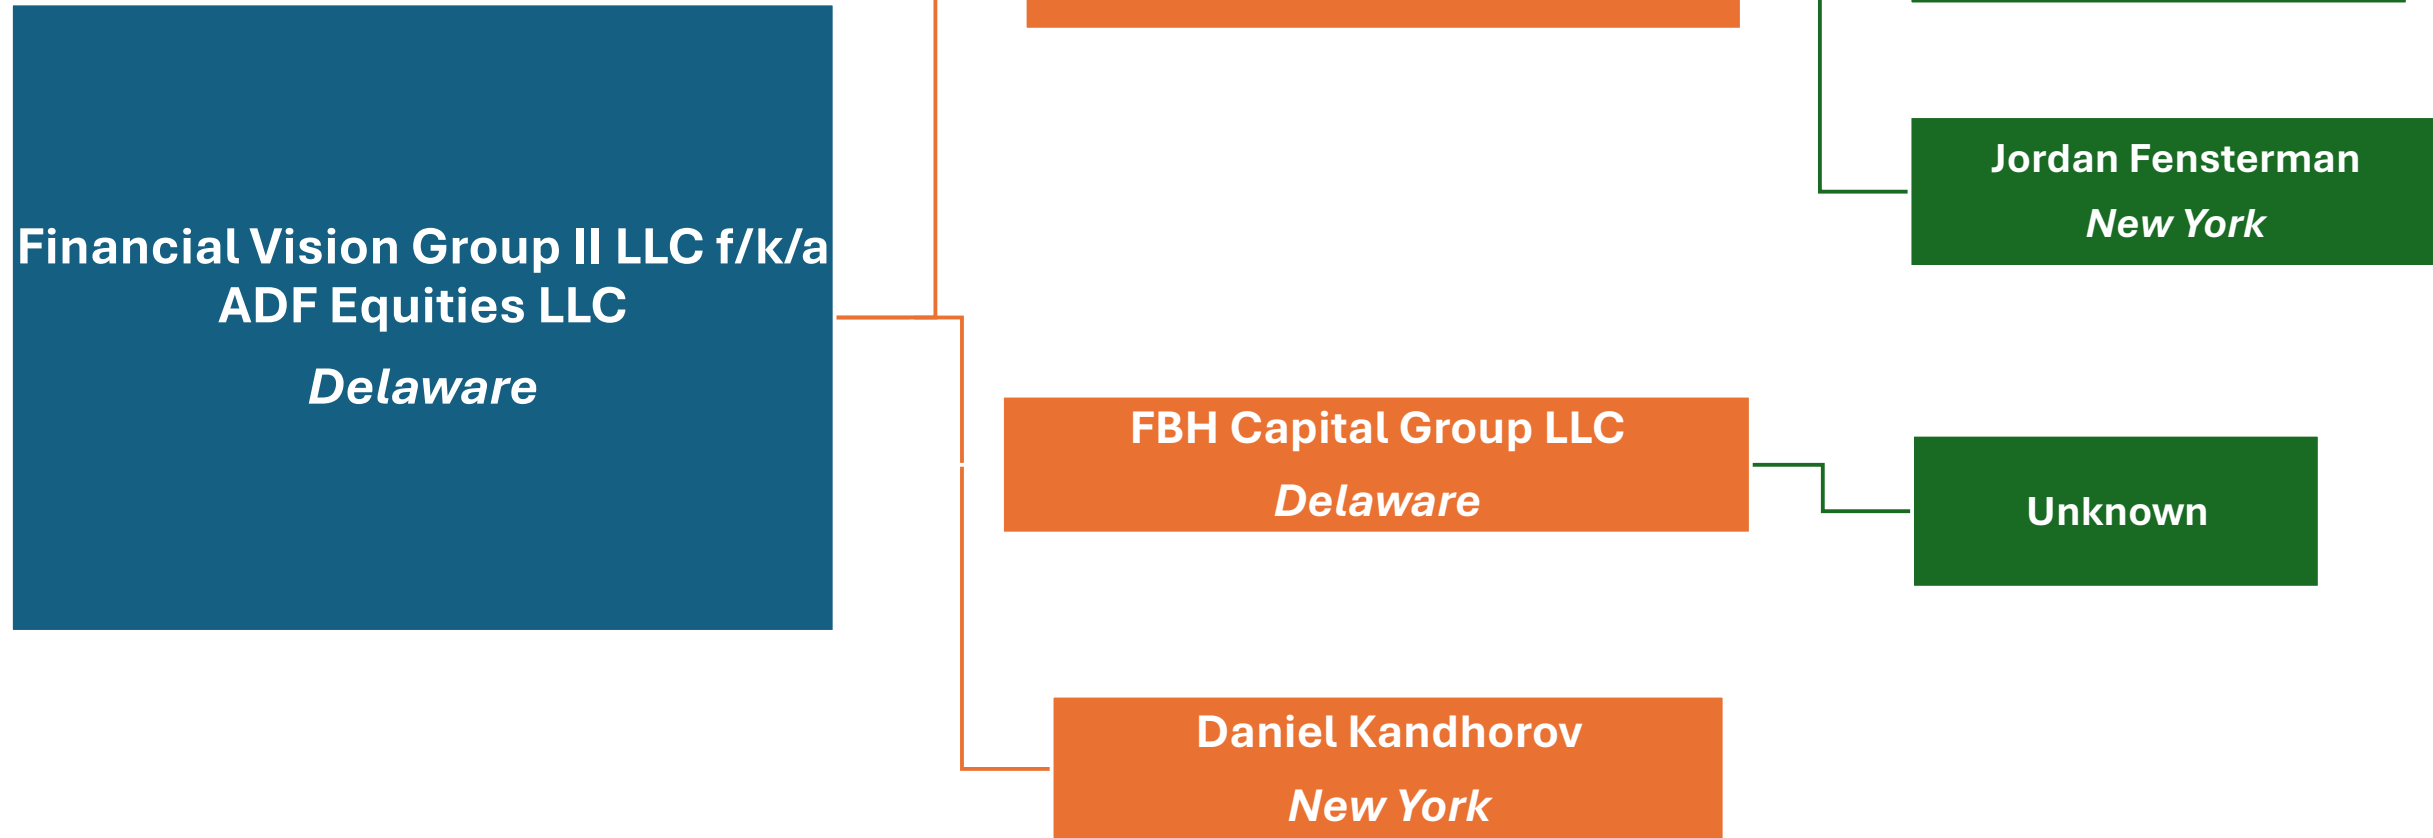 Financial Vision Group II LLC f/k/a
ADF Equities LLC
Delaware
Jordan Fensterman
New York
FBH Capital Group LLC
Delaware
Unknown
Daniel Kandhorov
New York